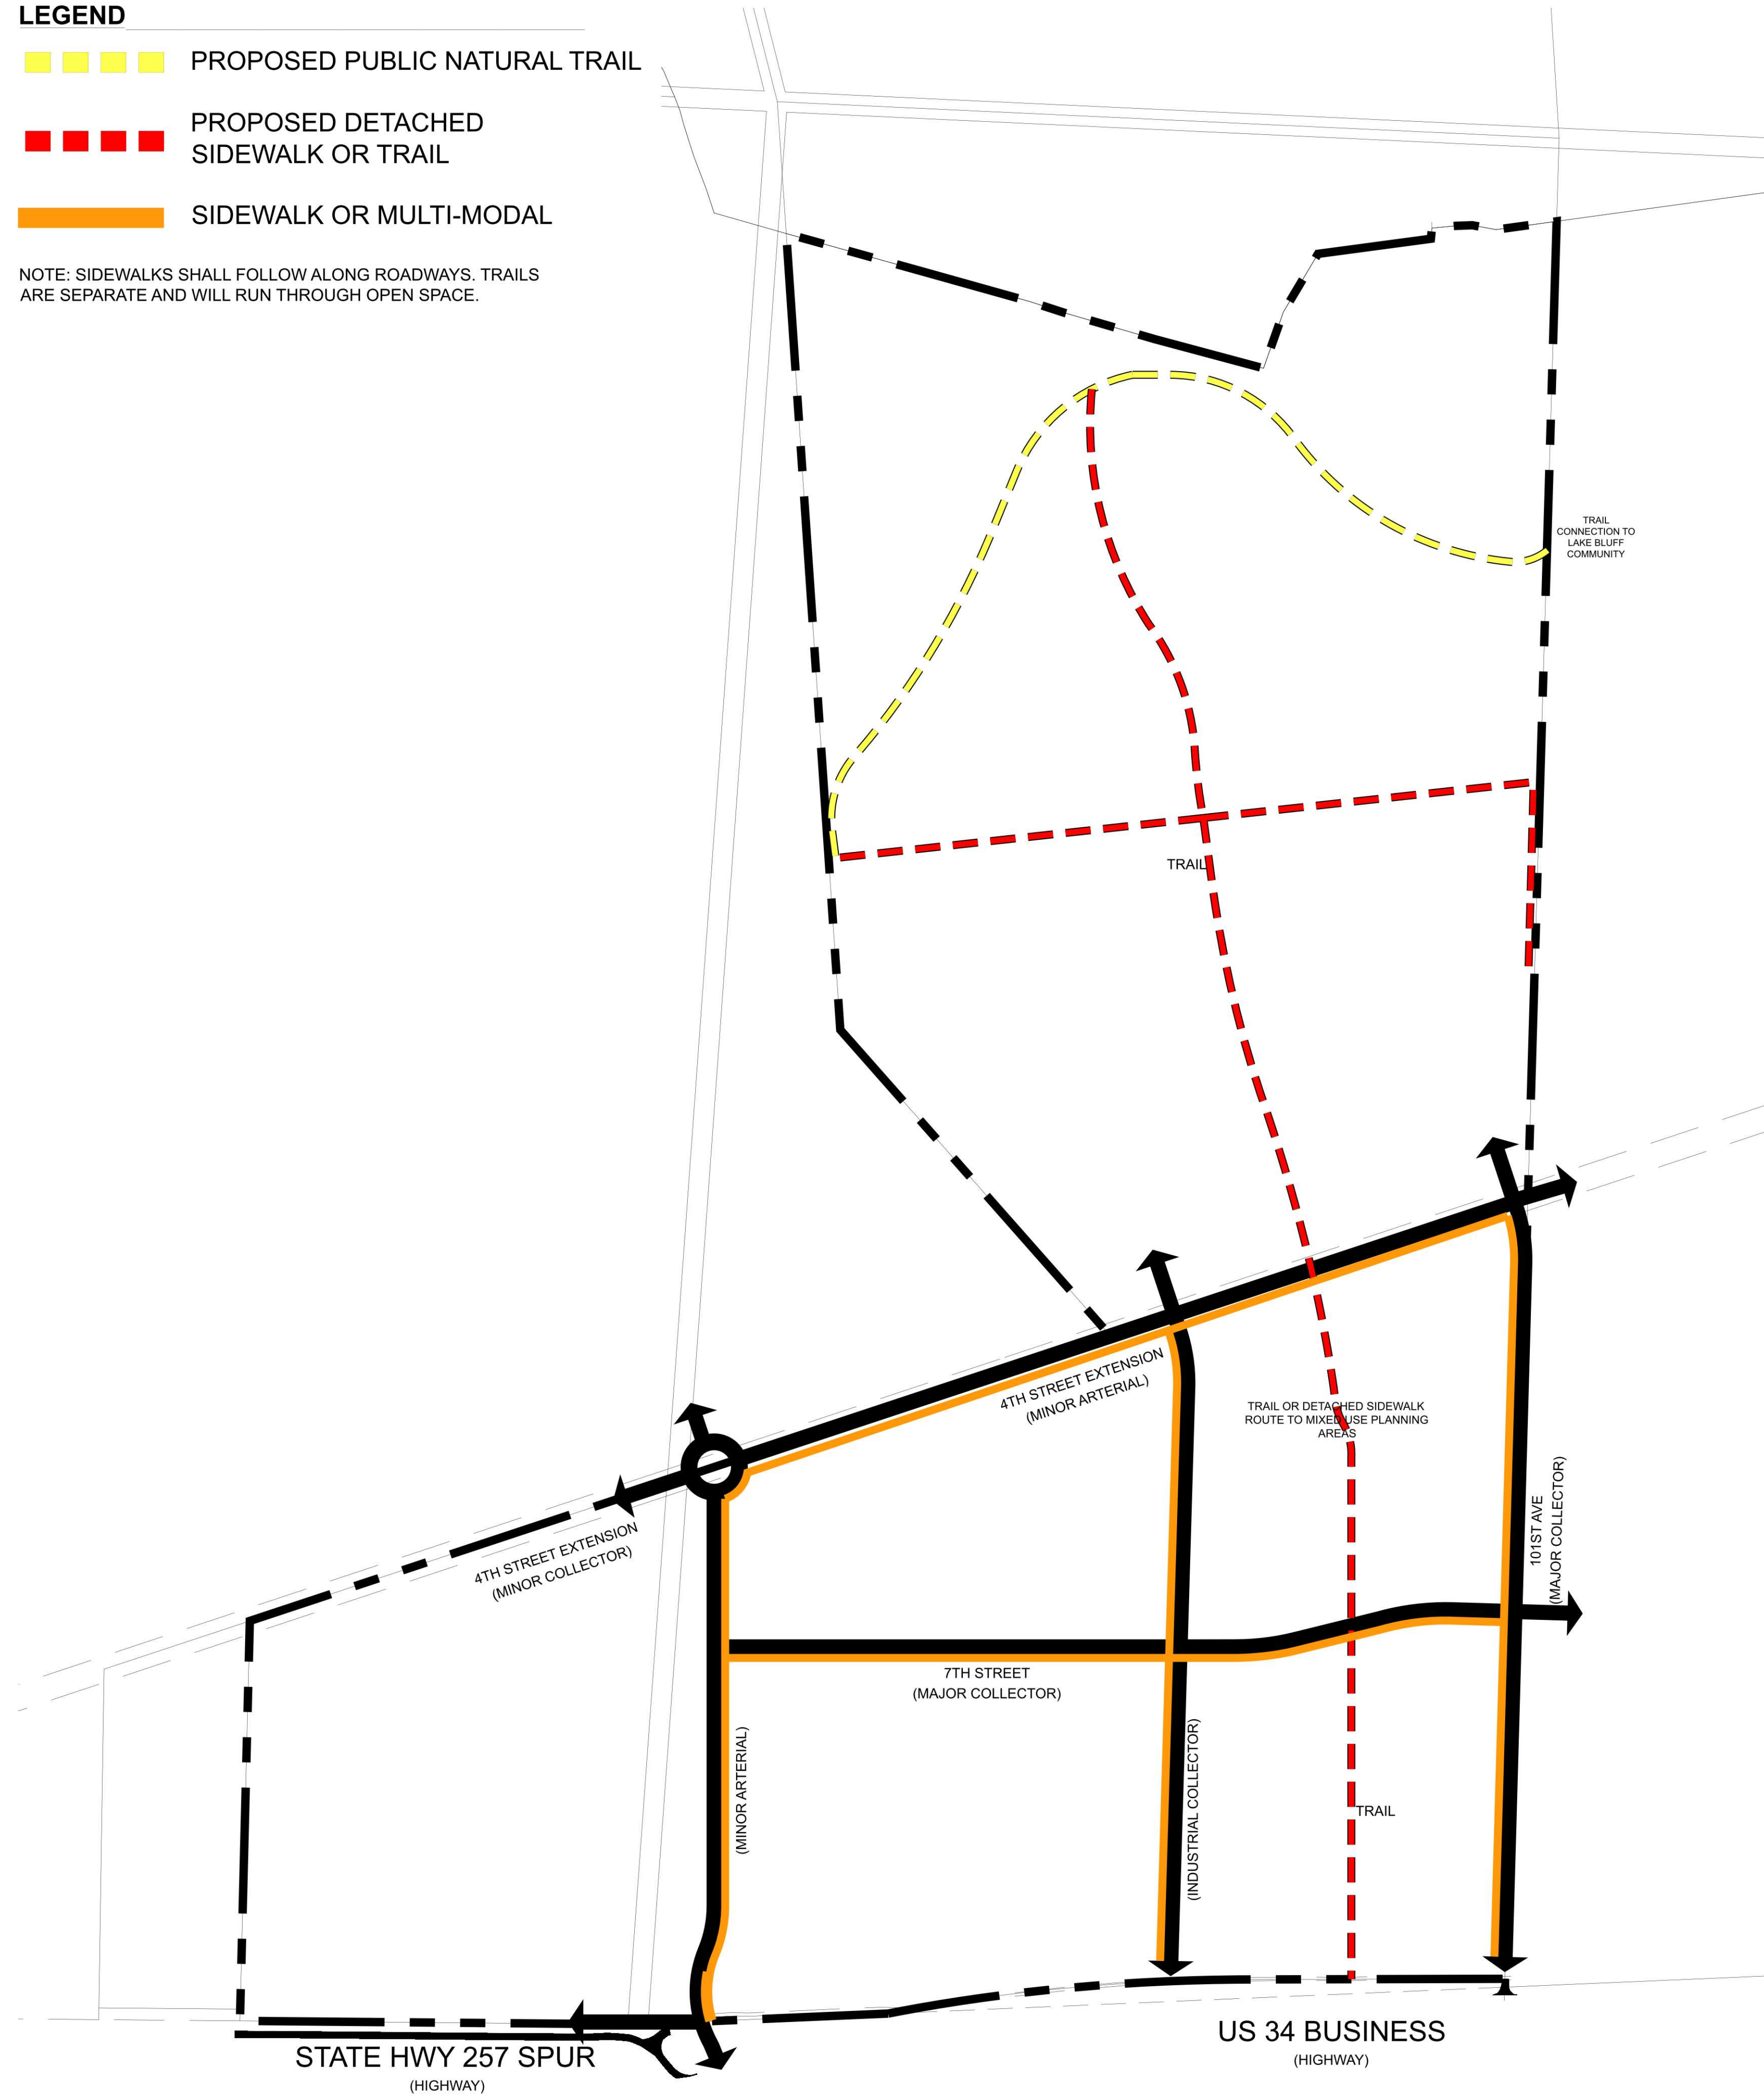 LEGEND
PROPOSED PUBLIC NATURAL TRAIL
PROPOSED DETACHED
SIDEWALK OR TRAIL
SIDEWALK OR MULTI-MODAL
NOTE: SIDEWALKS SHALL FOLLOW ALONG ROADWAYS. TRAILS
ARE SEPARATE AND WILL RUN THROUGH OPEN SPACE.
TRAIL
CONNECTION TO
LAKE BLUFF
COMMUNITY
TRAIL
4TH STREET EXTENSION
(MINOR ARTERIAL)
TRAIL OR DETACHED SIDEWALK
ROUTE TO MIXED USE PLANNING
AREAS
101ST AVE
(MAJOR COLLECTOR)
4TH STREET EXTENSION
(MINOR COLLECTOR)
7TH STREET
(MAJOR COLLECTOR)
(MINOR ARTERIAL)
(INDUSTRIAL COLLECTOR)
TRAIL
US 34 BUSINESS
(HIGHWAY)
STATE HWY 257 SPUR
(HIGHWAY)